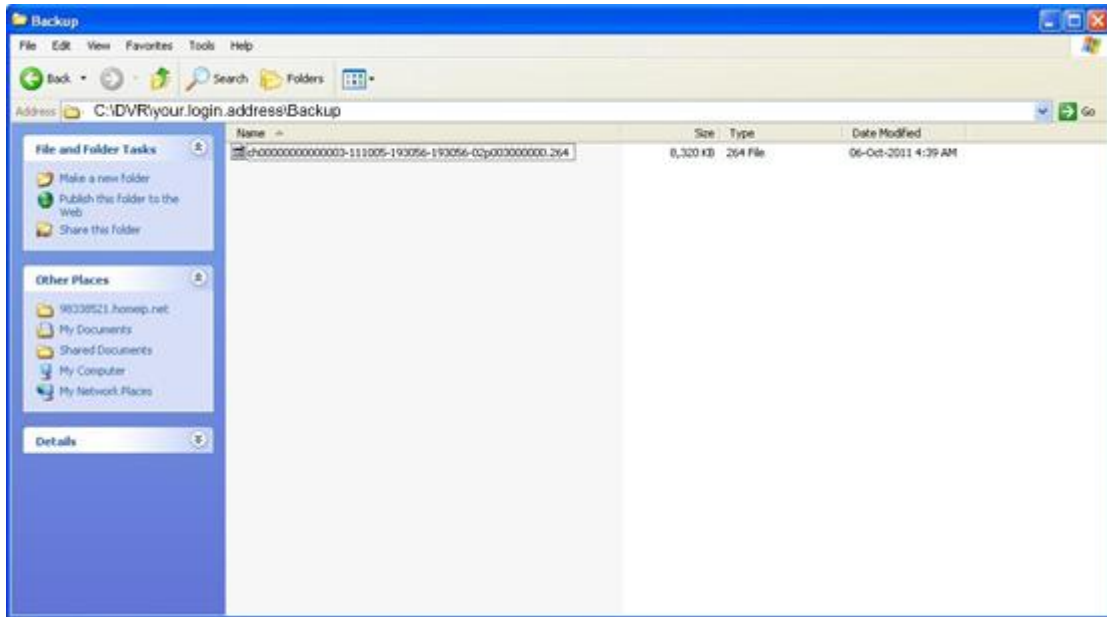 Backup
File Edit View Favorites Tools Help
Back Search Folders
Address C:\DVR\your.login.address\Backup Go
Name Size Type Date Modified
ch00000000000003-111005-193056-193056-02p003000000.264 8,320 KB 264 File 06-Oct-2011 4:39 AM
File and Folder Tasks
Make a new folder
Publish this folder to the
Web
Share this folder
Other Places
98338521.homeip.net
My Documents
Shared Documents
My Computer
My Network Places
Details